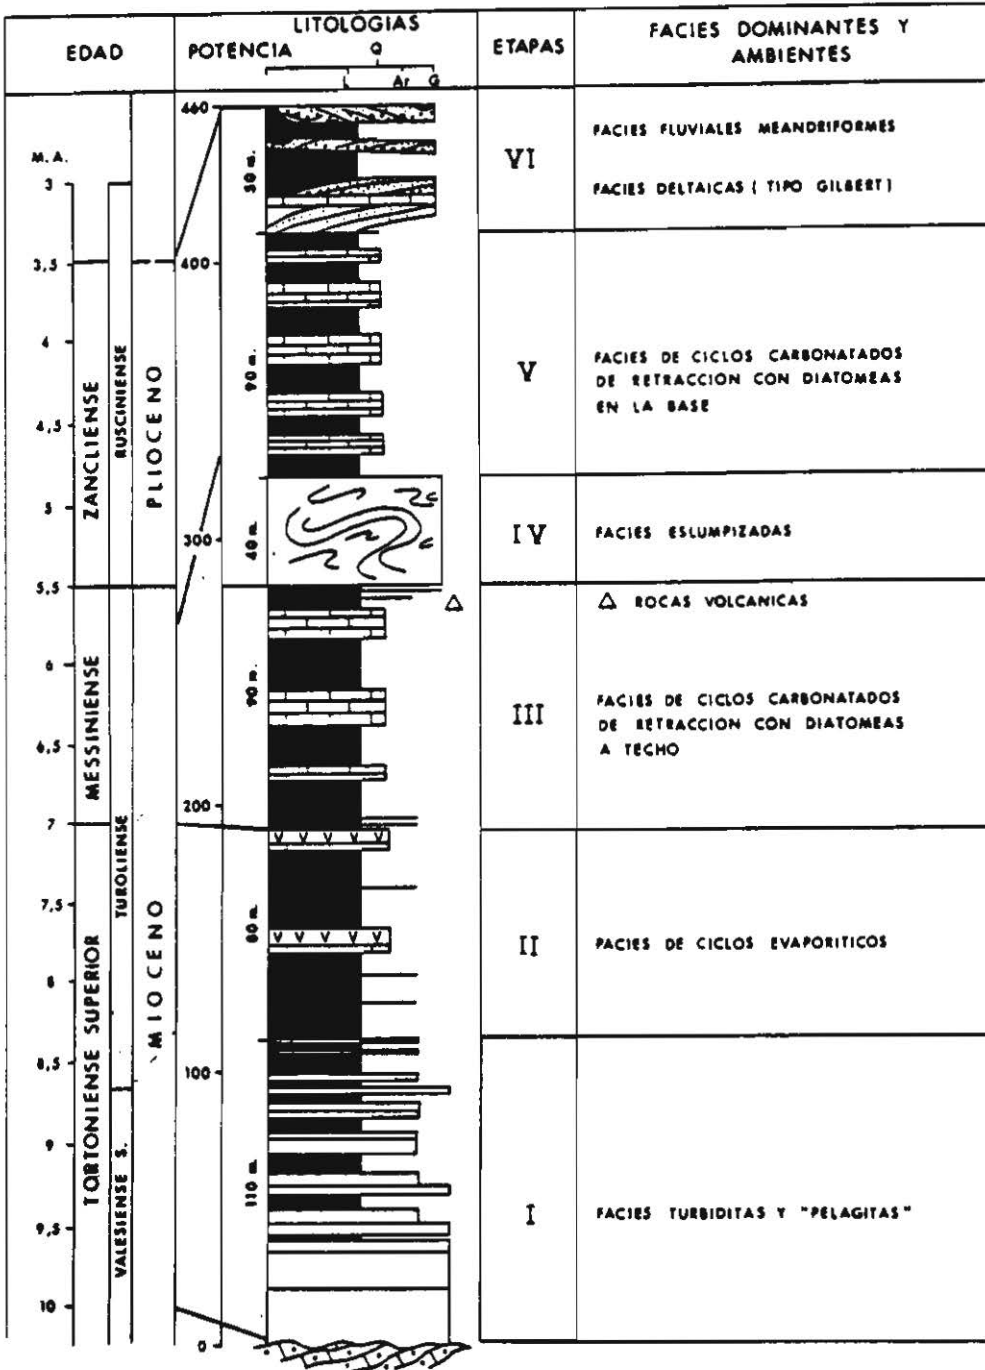 EDAD
POTENCIA
LITOLOGIAS
Q
L Ar G
ETAPAS
FACIES DOMINANTES Y
AMBIENTES
M.A.
3
3,5
4
4,5
5
5,5
6
6,5
7
7,5
8
8,5
9
9,5
10
ZANCLIENSE
MESSINIENSE
TORTONIENSE SUPERIOR
RUSCINIENSE
TUROLIENSE
VALESIENSE S.
PLIOCENO
MIOCENO
460
400
300
200
100
0
50 m.
90 m.
40 m.
90 m.
80 m.
110 m.
VI
FACIES FLUVIALES MEANDRIFORMES
FACIES DELTAICAS (TIPO GILBERT)
V
FACIES DE CICLOS CARBONATADOS
DE RETRACCION CON DIATOMEAS
EN LA BASE
IV
FACIES ESLUMPIZADAS
△ ROCAS VOLCANICAS
III
FACIES DE CICLOS CARBONATADOS
DE RETRACCION CON DIATOMEAS
A TECHO
II
FACIES DE CICLOS EVAPORITICOS
I
FACIES TURBIDITAS Y "PELAGITAS"